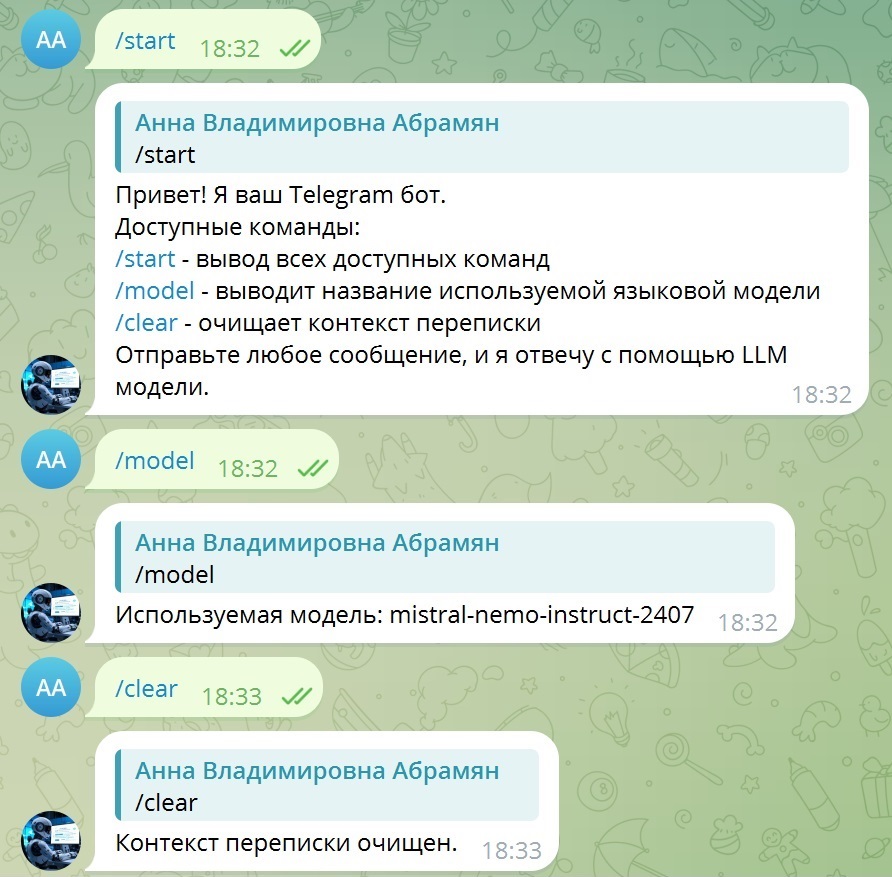 AA
/start 18:32
Анна Владимировна Абрамян
/start
Привет! Я ваш Telegram бот.
Доступные команды:
/start - вывод всех доступных команд
/model - выводит название используемой языковой модели
/clear - очищает контекст переписки
Отправьте любое сообщение, и я отвечу с помощью LLM
модели.
18:32
AA
/model 18:32
Анна Владимировна Абрамян
/model
Используемая модель: mistral-nemo-instruct-2407 18:32
AA
/clear 18:33
Анна Владимировна Абрамян
/clear
Контекст переписки очищен. 18:33